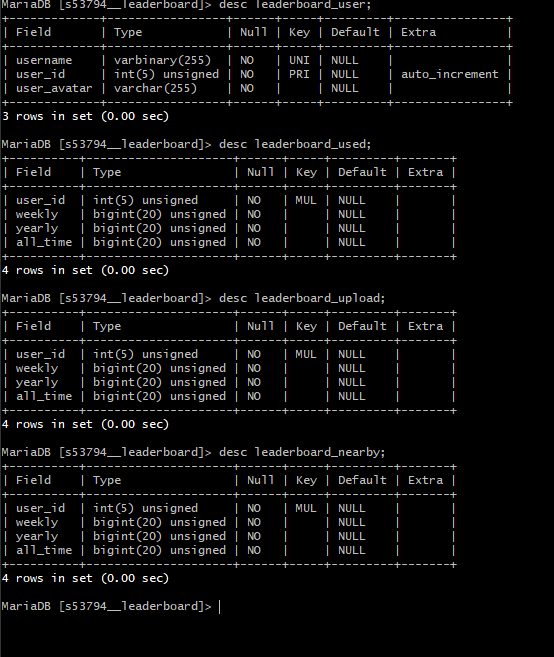 MariaDB [s53794__leaderboard]> desc leaderboard_user;
+-------------+------------------+------+-----+---------+----------------+
| Field       | Type             | Null | Key | Default | Extra          |
+-------------+------------------+------+-----+---------+----------------+
| username    | varbinary(255)   | NO   | UNI | NULL    |                |
| user_id     | int(5) unsigned  | NO   | PRI | NULL    | auto_increment |
| user_avatar | varchar(255)     | NO   |     | NULL    |                |
+-------------+------------------+------+-----+---------+----------------+
3 rows in set (0.00 sec)
MariaDB [s53794__leaderboard]> desc leaderboard_used;
+----------+---------------------+------+-----+---------+-------+
| Field    | Type                | Null | Key | Default | Extra |
+----------+---------------------+------+-----+---------+-------+
| user_id  | int(5) unsigned     | NO   | MUL | NULL    |       |
| weekly   | bigint(20) unsigned | NO   |     | NULL    |       |
| yearly   | bigint(20) unsigned | NO   |     | NULL    |       |
| all_time | bigint(20) unsigned | NO   |     | NULL    |       |
+----------+---------------------+------+-----+---------+-------+
4 rows in set (0.00 sec)
MariaDB [s53794__leaderboard]> desc leaderboard_upload;
+----------+---------------------+------+-----+---------+-------+
| Field    | Type                | Null | Key | Default | Extra |
+----------+---------------------+------+-----+---------+-------+
| user_id  | int(5) unsigned     | NO   | MUL | NULL    |       |
| weekly   | bigint(20) unsigned | NO   |     | NULL    |       |
| yearly   | bigint(20) unsigned | NO   |     | NULL    |       |
| all_time | bigint(20) unsigned | NO   |     | NULL    |       |
+----------+---------------------+------+-----+---------+-------+
4 rows in set (0.00 sec)
MariaDB [s53794__leaderboard]> desc leaderboard_nearby;
+----------+---------------------+------+-----+---------+-------+
| Field    | Type                | Null | Key | Default | Extra |
+----------+---------------------+------+-----+---------+-------+
| user_id  | int(5) unsigned     | NO   | MUL | NULL    |       |
| weekly   | bigint(20) unsigned | NO   |     | NULL    |       |
| yearly   | bigint(20) unsigned | NO   |     | NULL    |       |
| all_time | bigint(20) unsigned | NO   |     | NULL    |       |
+----------+---------------------+------+-----+---------+-------+
4 rows in set (0.00 sec)
MariaDB [s53794__leaderboard]>